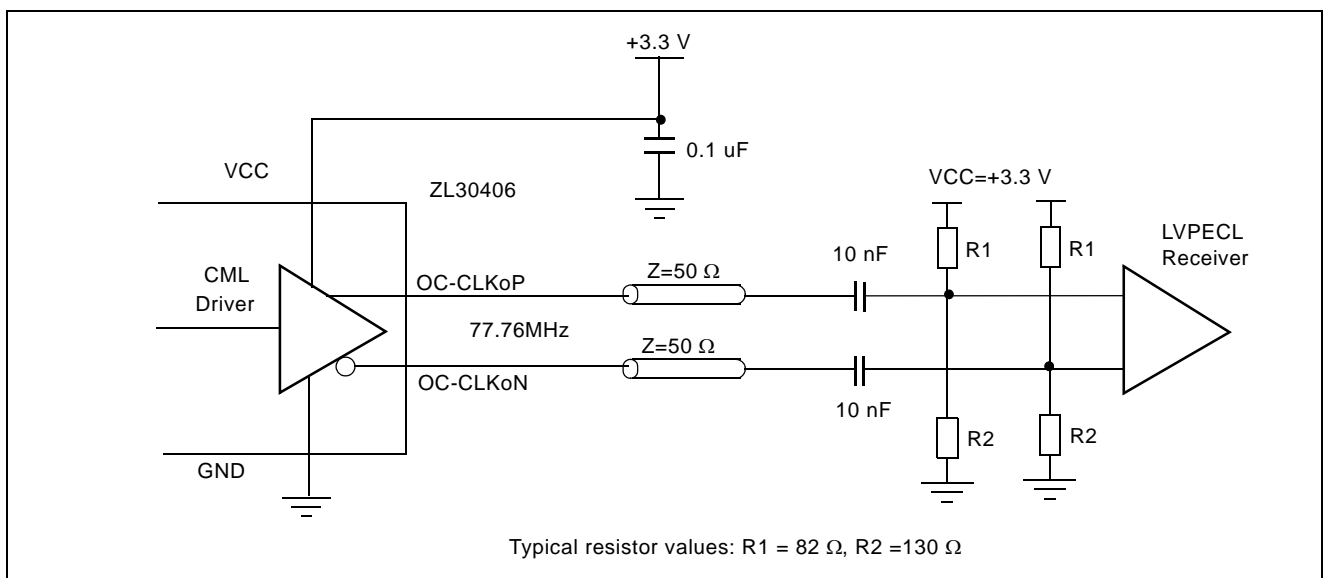 +3.3 V
0.1 uF
VCC
ZL30406
VCC=+3.3 V
R1
R1
LVPECL
Receiver
10 nF
Z=50 Ω
CML
Driver
OC-CLKoP
77.76MHz
Z=50 Ω
OC-CLKoN
10 nF
R2
R2
GND
Typical resistor values: R1 = 82 Ω, R2 =130 Ω